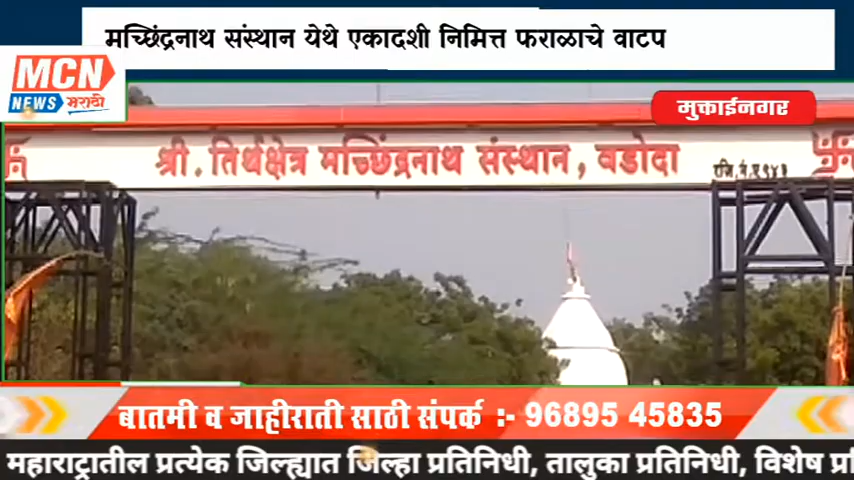 मच्छिंद्रनाथ संस्थान येथे एकादशी निमित्त फराळाचे वाटप
MCN
NEWS मराठी
मुक्ताईनगर
श्री. तिर्थक्षेत्र मच्छिंद्रनाथ संस्थान, वडोदा
बातमी व जाहीराती साठी संपर्क :- 96895 45835
महाराष्ट्रातील प्रत्येक जिल्ह्यात जिल्हा प्रतिनिधी, तालुका प्रतिनिधी, विशेष